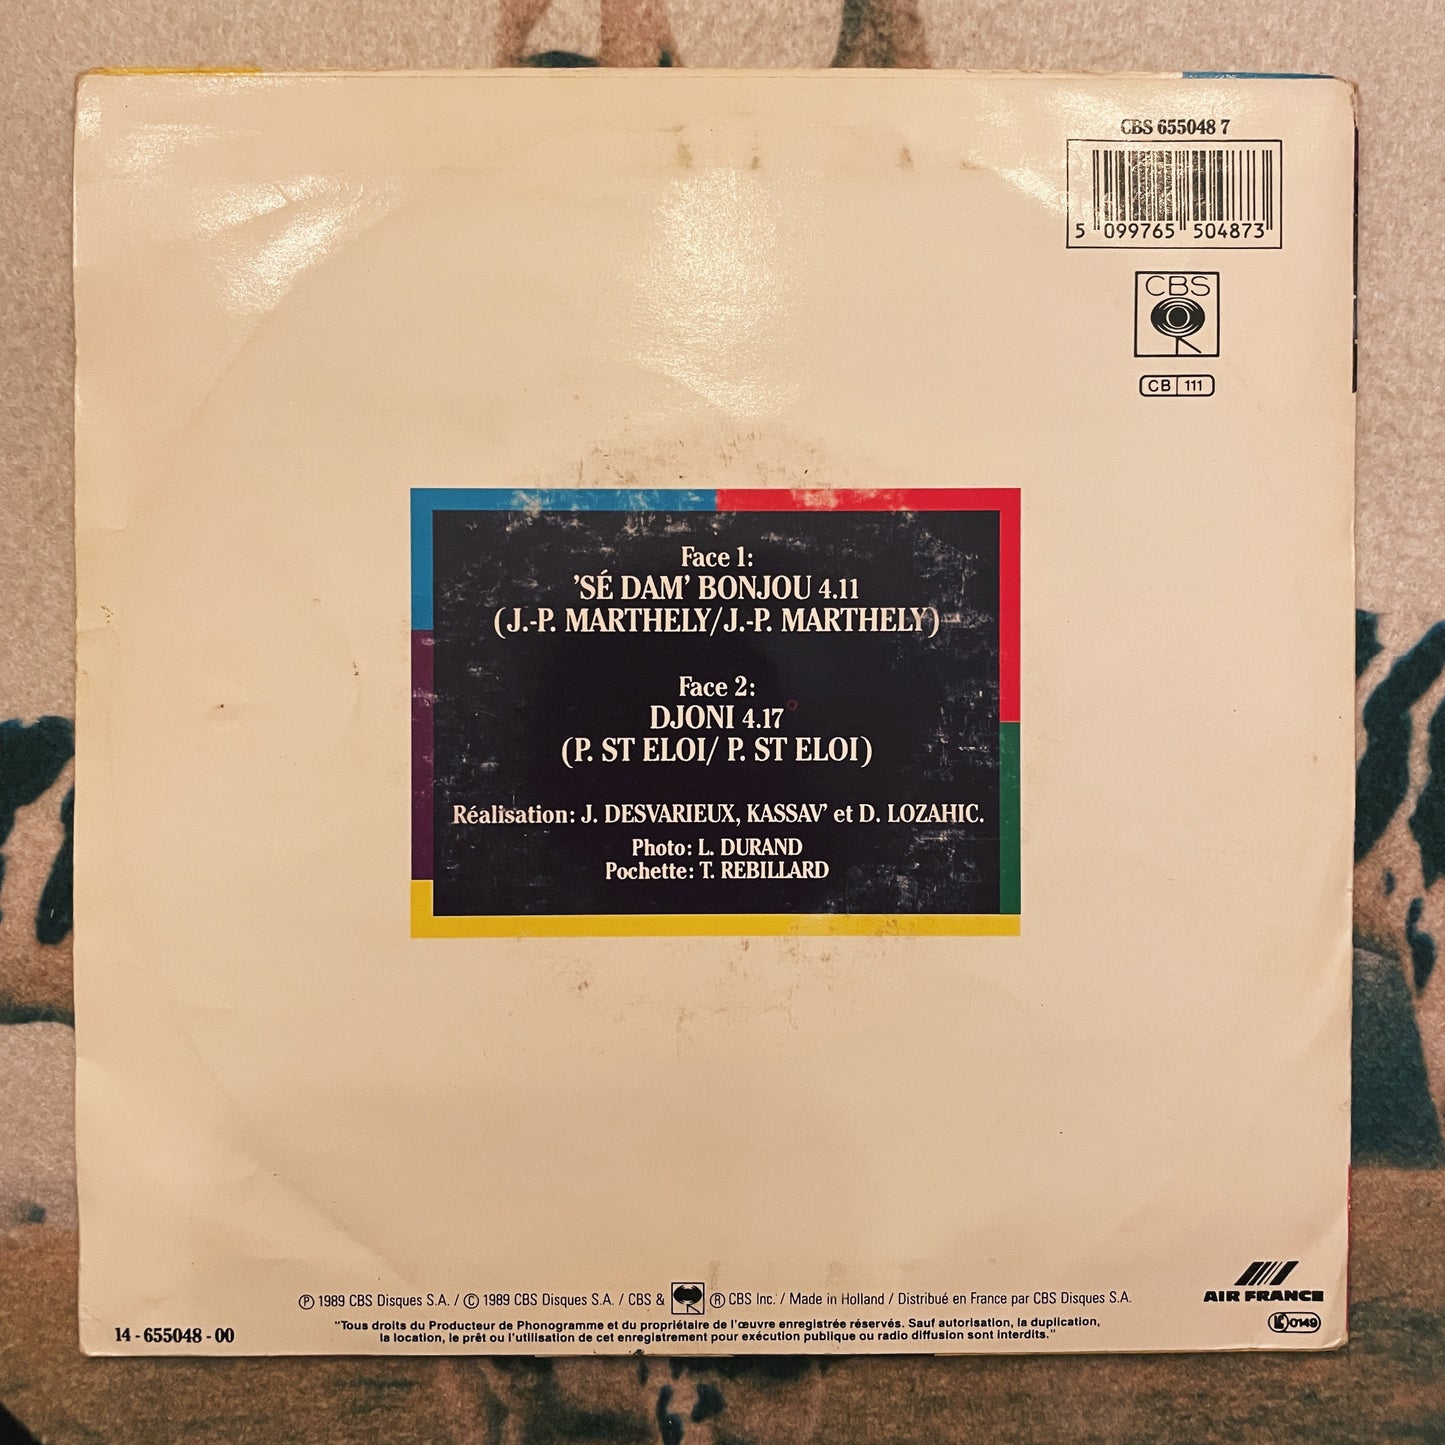 CBS 655048 7
5 099765 504873
CBS
CB 111
Face 1:
'SÉ DAM' BONJOU 4.11
(J.-P. MARTHELY/J.-P. MARTHELY)
Face 2:
DJONI 4.17
(P. ST ELOI/ P. ST ELOI)
Réalisation: J. DESVARIEUX, KASSAV' et D. LOZAHIC.
Photo: L. DURAND
Pochette: T. REBILLARD
AIR FRANCE
Ⓟ 1989 CBS Disques S.A. / Ⓒ 1989 CBS Disques S.A. / CBS & Ⓡ CBS Inc. / Made in Holland / Distribué en France par CBS Disques S.A.
LC 0149
14 - 655048 - 00
"Tous droits du Producteur de Phonogramme et du propriétaire de l'œuvre enregistrée réservés. Sauf autorisation, la duplication,
la location, le prêt ou l'utilisation de cet enregistrement pour exécution publique ou radio diffusion sont interdits."